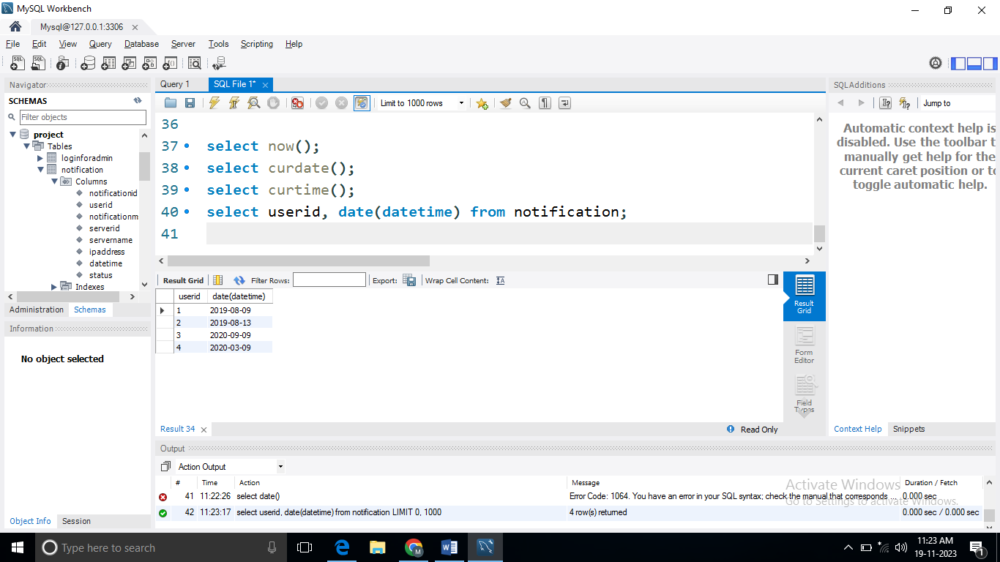 MySQL Workbench
Mysql@127.0.0.1:3306
File Edit View Query Database Server Tools Scripting Help
Navigator
SCHEMAS
Filter objects
project
Tables
loginforadmin
notification
Columns
notificationid
userid
notificationm
serverid
servername
ipaddress
datetime
status
Indexes
Administration Schemas
Information
No object selected
Object Info Session
Query 1 SQL File 1*
Limit to 1000 rows
36
37 select now();
38 select curdate();
39 select curtime();
40 select userid, date(datetime) from notification;
41
Result Grid Filter Rows: Export: Wrap Cell Content:
userid date(datetime)
1 2019-08-09
2 2019-08-13
3 2020-09-09
4 2020-03-09
Result Grid
Form Editor
Field Types
Result 34 Read Only
SQLAdditions
Jump to
Automatic context help is
disabled. Use the toolbar t
manually get help for the
current caret position or to
toggle automatic help.
Context Help Snippets
Output
Action Output
# Time Action Message Duration / Fetch
41 11:22:26 select date() Error Code: 1064. You have an error in your SQL syntax; check the manual that corresponds ... 0.000 sec
42 11:23:17 select userid, date(datetime) from notification LIMIT 0, 1000 4 row(s) returned 0.000 sec / 0.000 sec
Activate Windows
Go to Settings to activate Windows.
Type here to search
11:23 AM
19-11-2023
1